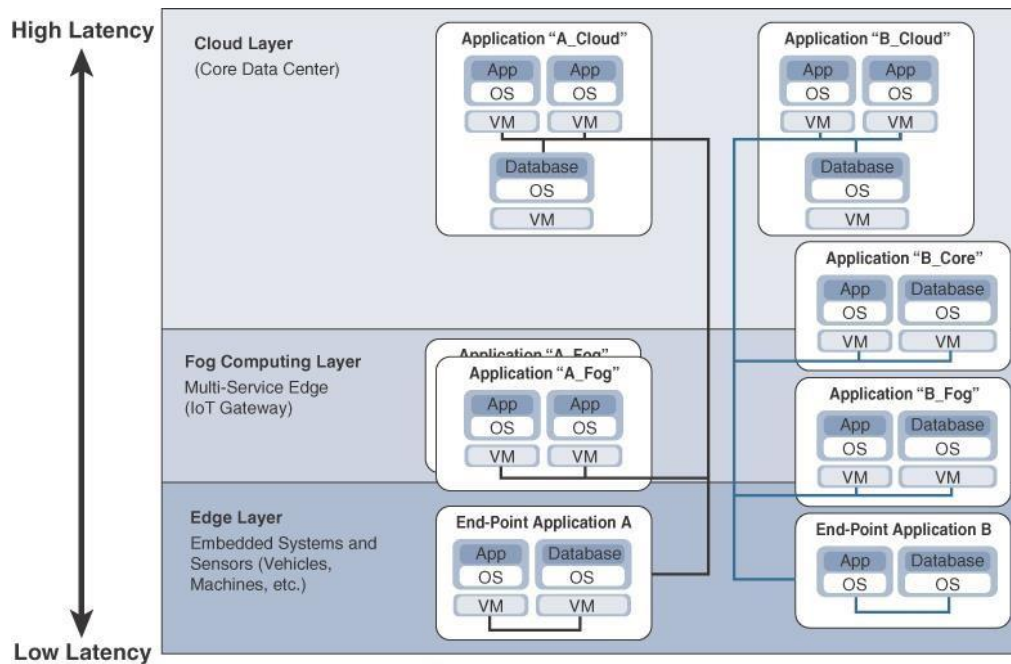 High Latency
Cloud Layer
(Core Data Center)
Application “A_Cloud”
App
App
OS
OS
VM
VM
Database
OS
VM
Application “B_Cloud”
App
App
OS
OS
VM
VM
Database
OS
VM
Application “B_Core”
App
Database
OS
OS
VM
VM
Fog Computing Layer
Multi-Service Edge
(IoT Gateway)
Application “A_Fog”
Application “A_Fog”
App
App
OS
OS
VM
VM
Application “B_Fog”
App
Database
OS
OS
VM
VM
Edge Layer
Embedded Systems and
Sensors (Vehicles,
Machines, etc.)
End-Point Application A
App
Database
OS
OS
VM
VM
End-Point Application B
App
Database
OS
OS
Low Latency